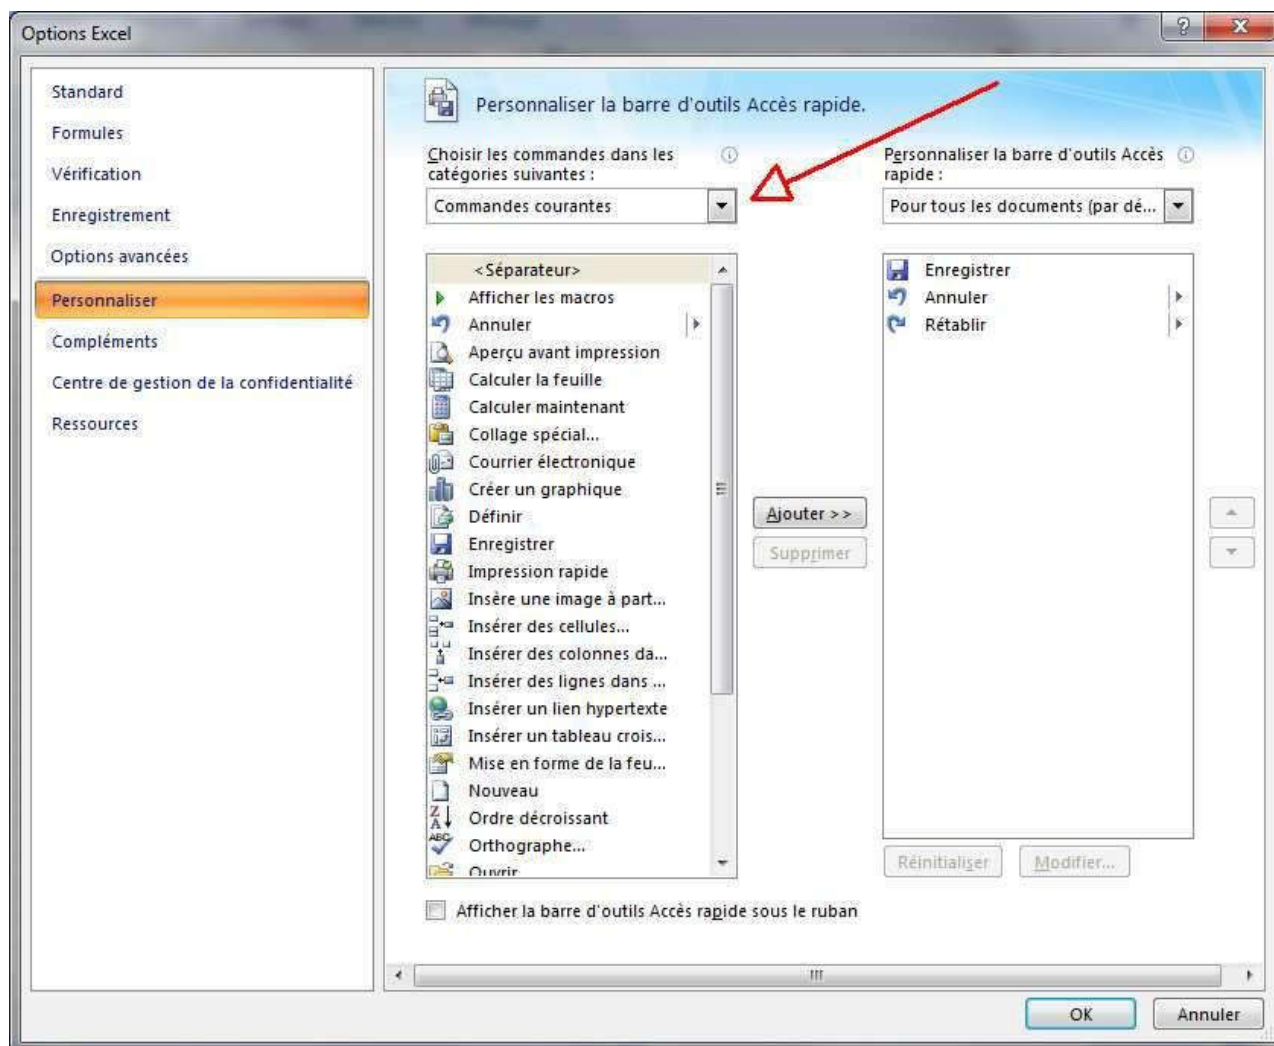 Options Excel
Standard
Formules
Vérification
Enregistrement
Options avancées
Personnaliser
Compléments
Centre de gestion de la confidentialité
Ressources
Personnaliser la barre d'outils Accès rapide.
Choisir les commandes dans les
catégories suivantes :
Commandes courantes
<Séparateur>
Afficher les macros
Annuler
Aperçu avant impression
Calculer la feuille
Calculer maintenant
Collage spécial...
Courrier électronique
Créer un graphique
Définir
Enregistrer
Impression rapide
Insère une image à part...
Insérer des cellules...
Insérer des colonnes da...
Insérer des lignes dans ...
Insérer un lien hypertexte
Insérer un tableau crois...
Mise en forme de la feu...
Nouveau
Ordre décroissant
Orthographe...
Ouvrir
Ajouter >>
Supprimer
Personnaliser la barre d'outils Accès
rapide :
Pour tous les documents (par dé...
Enregistrer
Annuler
Rétablir
Réinitialiser
Modifier...
Afficher la barre d'outils Accès rapide sous le ruban
OK
Annuler